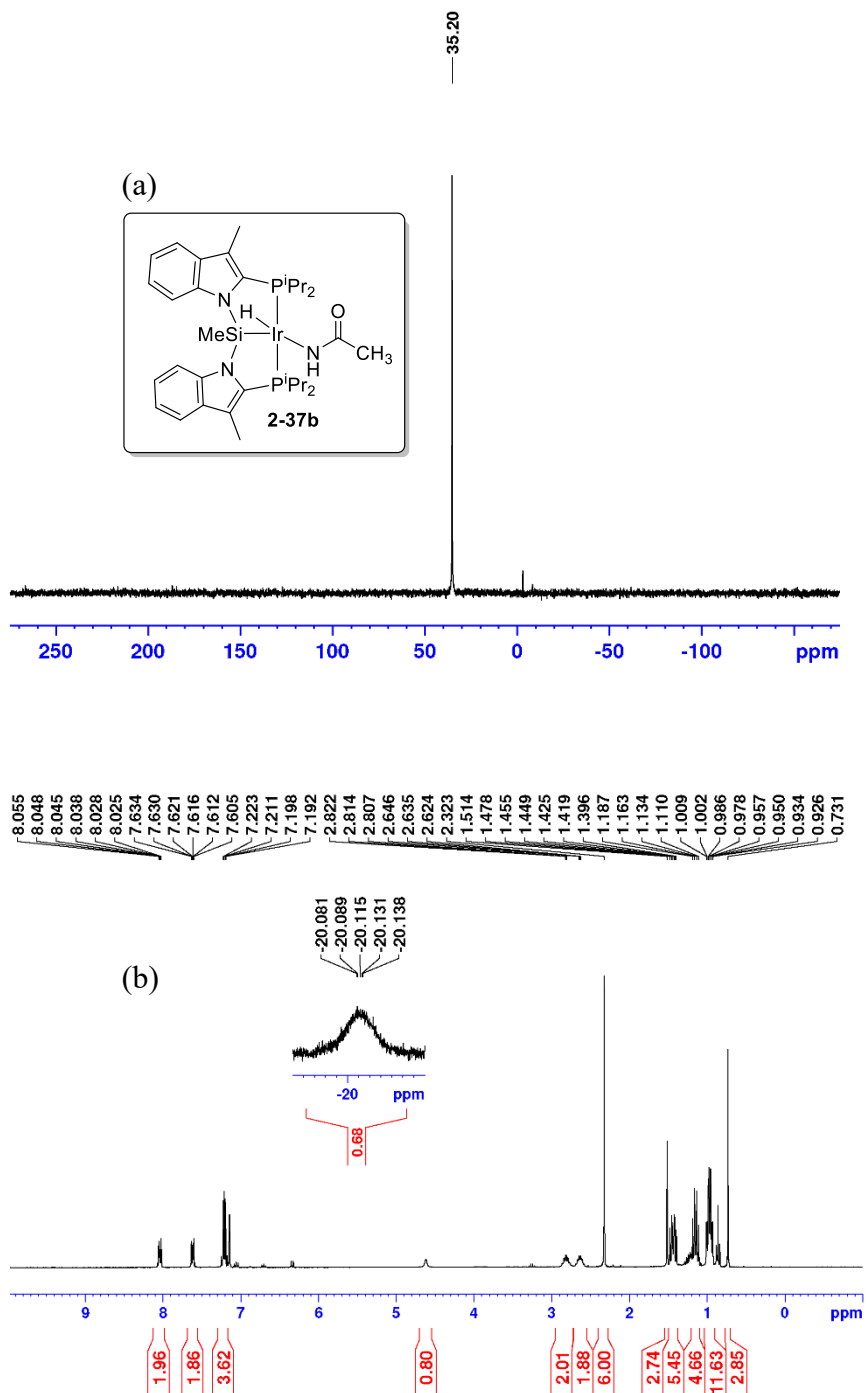 35.20
(a)
PiPr2
N
H
O
MeSi
Ir
N
H
CH3
N
PiPr2
2-37b
250 200 150 100 50 0 -50 -100 ppm
8.055 8.048 8.045 8.038 8.028 8.025 7.634 7.630 7.621 7.616 7.612 7.605 7.223 7.211 7.198 7.192 2.822 2.814 2.807 2.646 2.635 2.624 2.323 1.514 1.478 1.455 1.449 1.425 1.419 1.396 1.187 1.163 1.134 1.110 1.009 1.002 0.986 0.978 0.957 0.950 0.934 0.926 0.731
-20.081 -20.089 -20.115 -20.131 -20.138
(b)
-20 ppm
0.68
9 8 7 6 5 4 3 2 1 0 ppm
1.96 1.86 3.62 0.80 2.01 1.88 6.00 2.74 5.45 4.66 11.63 2.85